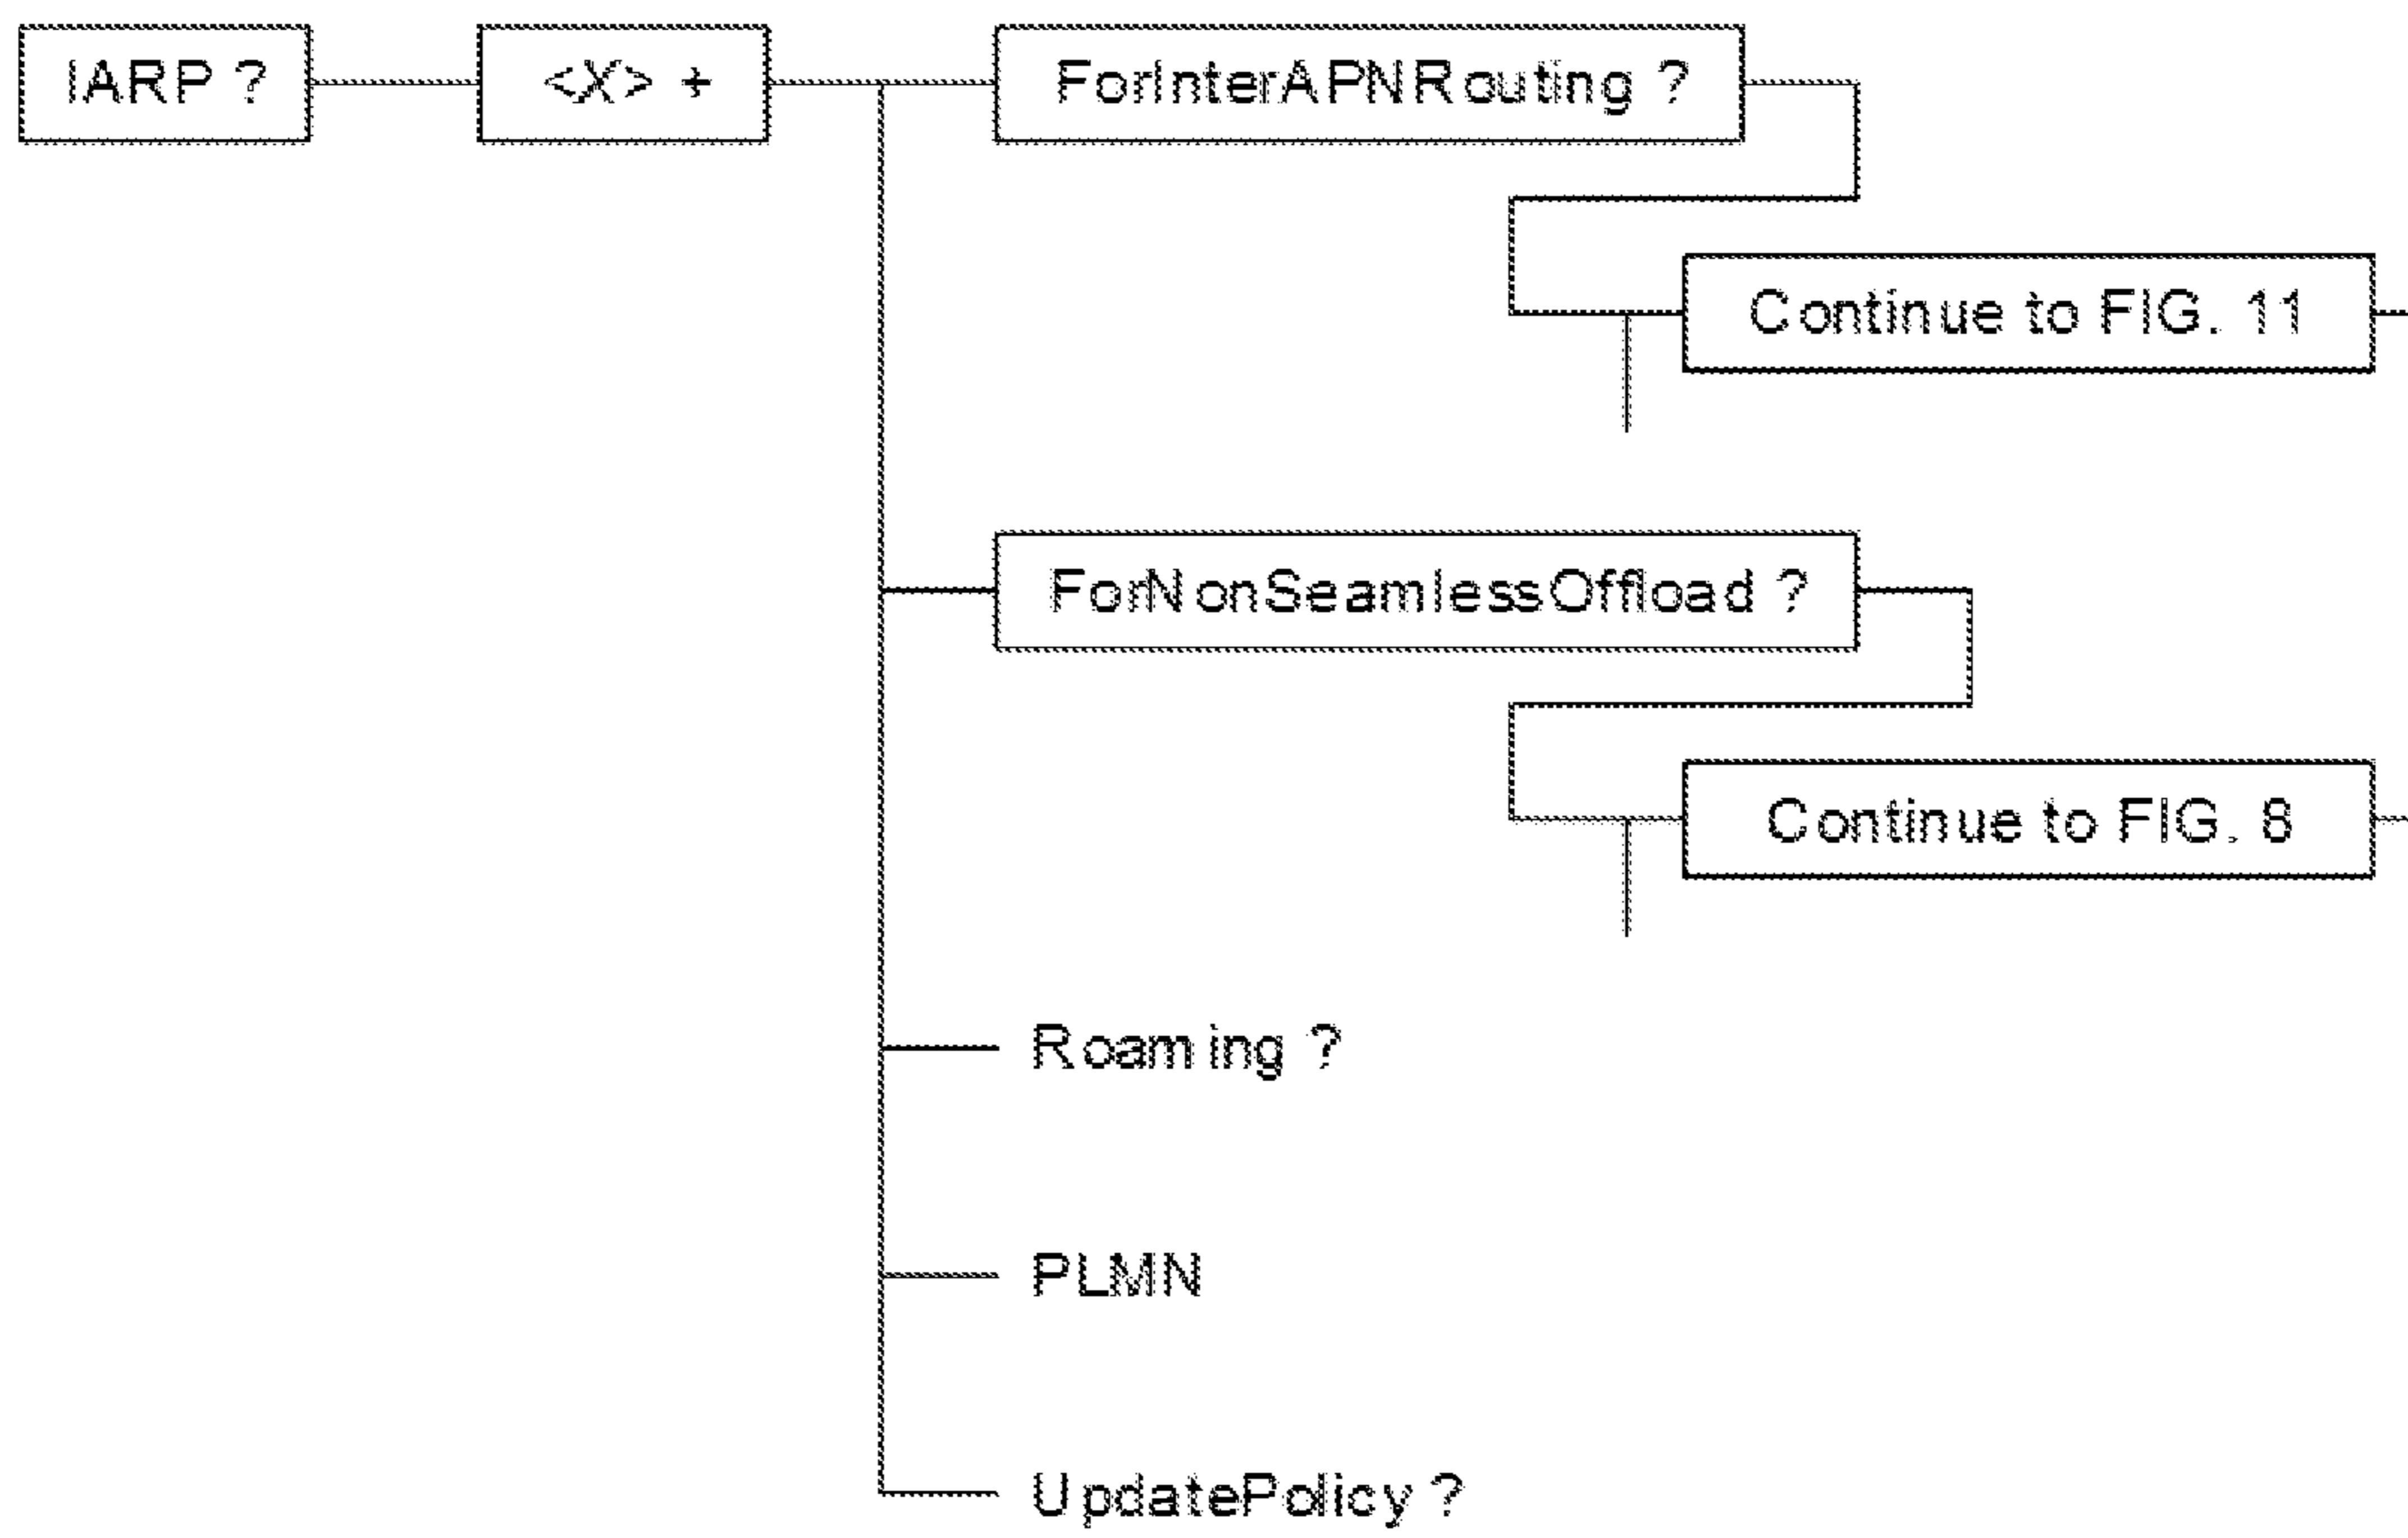 IARP ?
<X> +
ForInterAPNRouting ?
Continue to FIG. 11
ForNonSeamlessOffload ?
Continue to FIG. 8
Roaming ?
PLMN
UpdatePolicy ?